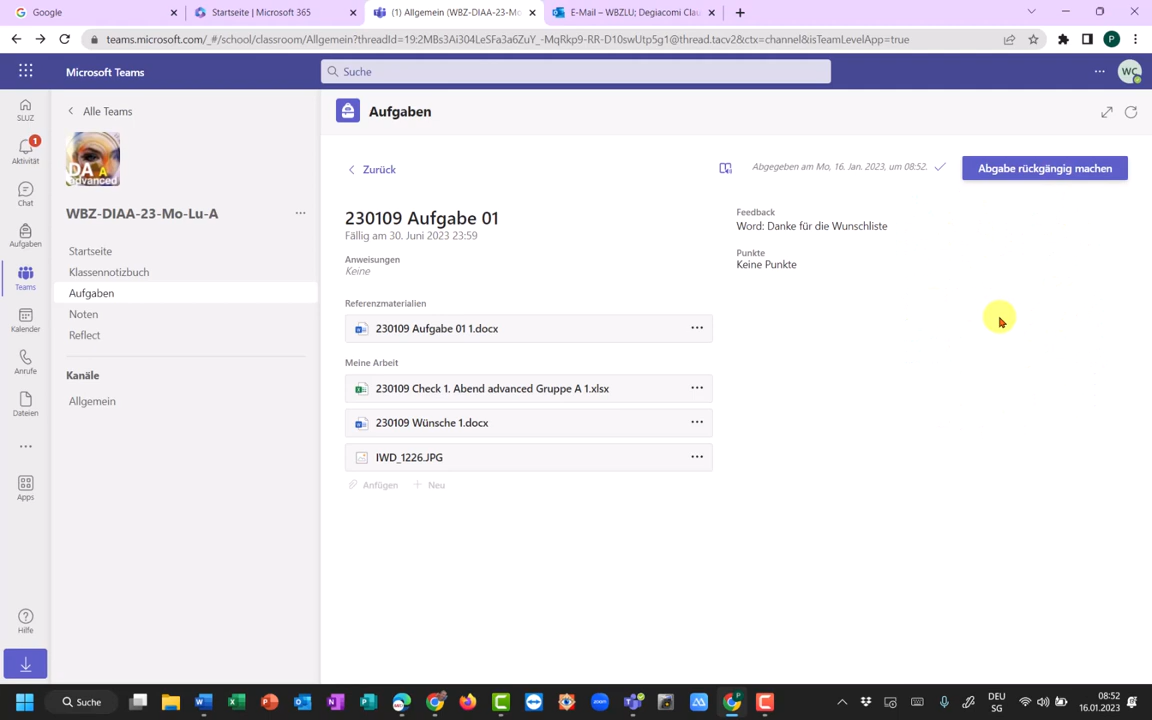 Google
Startseite | Microsoft 365
(1) Allgemein (WBZ-DIAA-23-Mo-
E-Mail – WBZLU; Degiacomi Clau
teams.microsoft.com/_#/school/classroom/Allgemein?threadId=19:2MBs3Ai304LeSFa3a6ZuY_-MqRkp9-RR-D10swUtp5g1@thread.tacv2&ctx=channel&isTeamLevelApp=true
P
Microsoft Teams
Suche
WC
SLUZ
1
Aktivität
Chat
Aufgaben
Teams
Kalender
Anrufe
Dateien
Apps
Hilfe
Alle Teams
DA A
advanced
WBZ-DIAA-23-Mo-Lu-A
Startseite
Klassennotizbuch
Aufgaben
Noten
Reflect
Kanäle
Allgemein
Aufgaben
Zurück
Abgegeben am Mo, 16. Jan. 2023, um 08:52.
Abgabe rückgängig machen
230109 Aufgabe 01
Fällig am 30. Juni 2023 23:59
Anweisungen
Keine
Referenzmaterialien
230109 Aufgabe 01 1.docx
Meine Arbeit
230109 Check 1. Abend advanced Gruppe A 1.xlsx
230109 Wünsche 1.docx
IWD_1226.JPG
Anfügen
Neu
Feedback
Word: Danke für die Wunschliste
Punkte
Keine Punkte
Suche
DEU
SG
08:52
16.01.2023